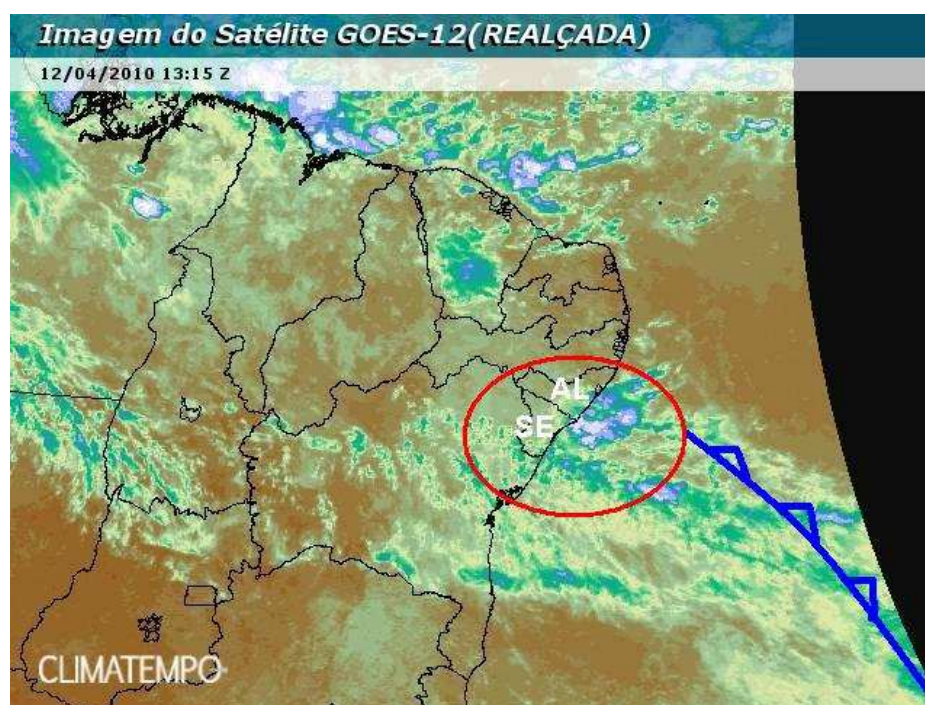 Imagem do Satélite GOES-12(REALÇADA)
12/04/2010 13:15 Z
AL
SE
CLIMATEMPO